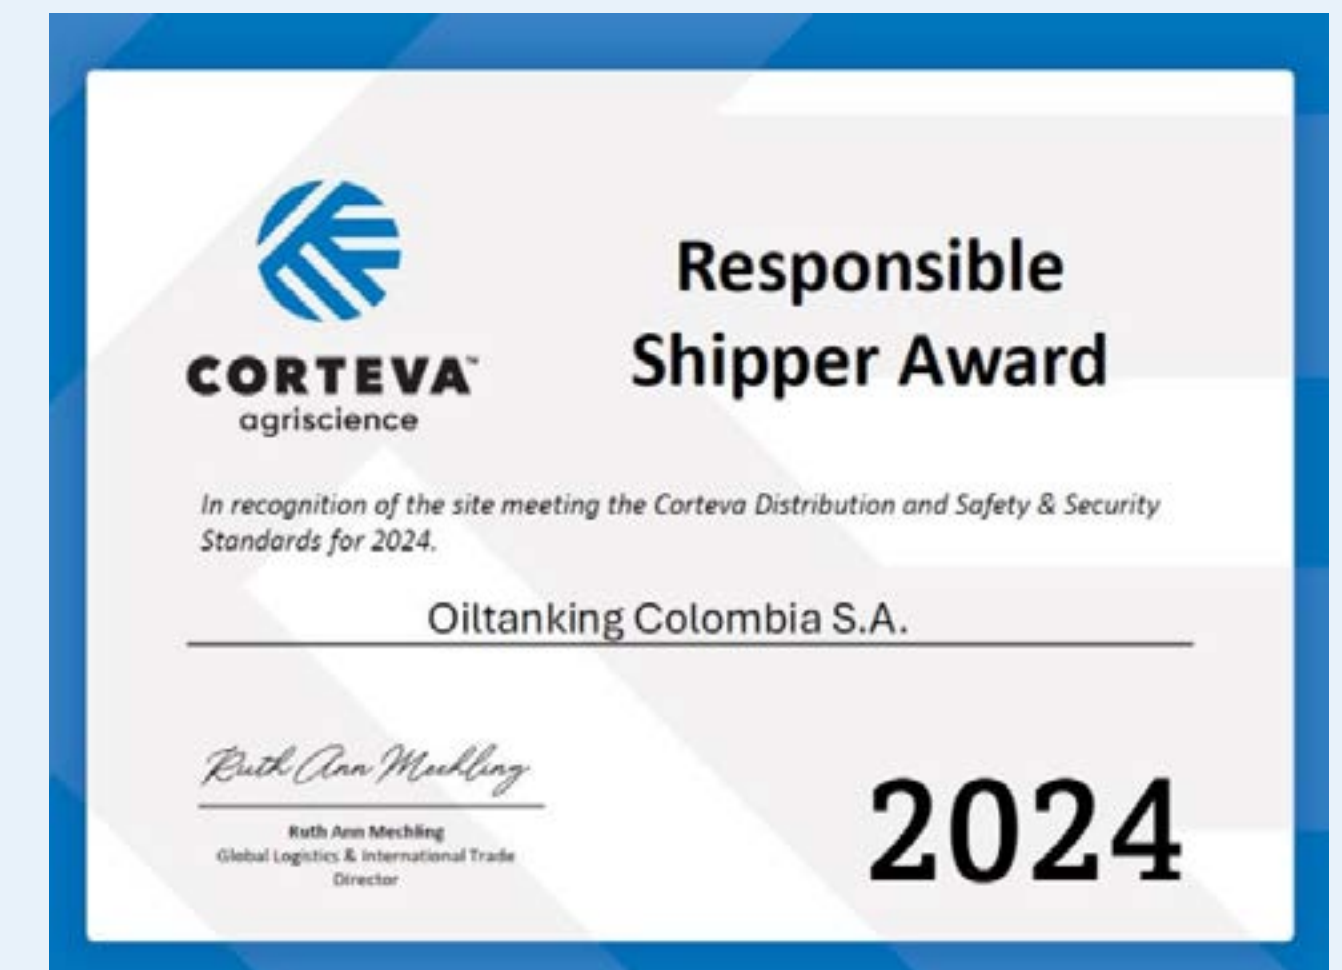 CORTEVA™
agriscience
Responsible
Shipper Award
In recognition of the site meeting the Corteva Distribution and Safety & Security
Standards for 2024.
Oiltanking Colombia S.A.
Ruth Ann Mechling
Ruth Ann Mechling
Global Logistics & International Trade
Director
2024